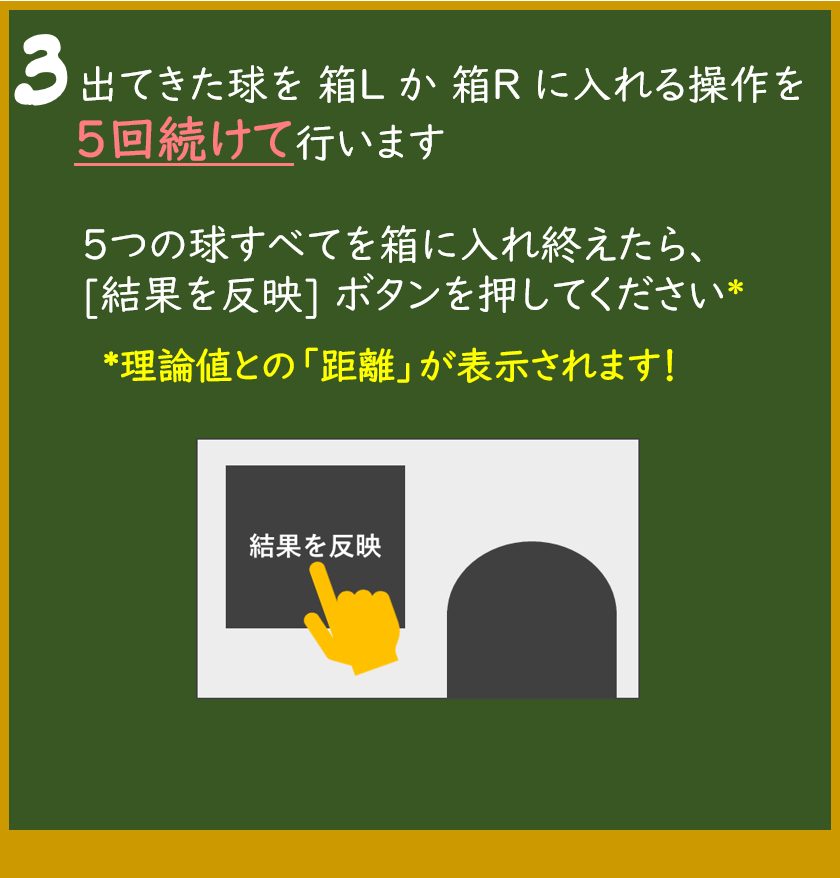 3 出てきた球を 箱L か 箱R に入れる操作を
5回続けて行います
5つの球すべてを箱に入れ終えたら、
[結果を反映] ボタンを押してください*
*理論値との「距離」が表示されます!
結果を反映